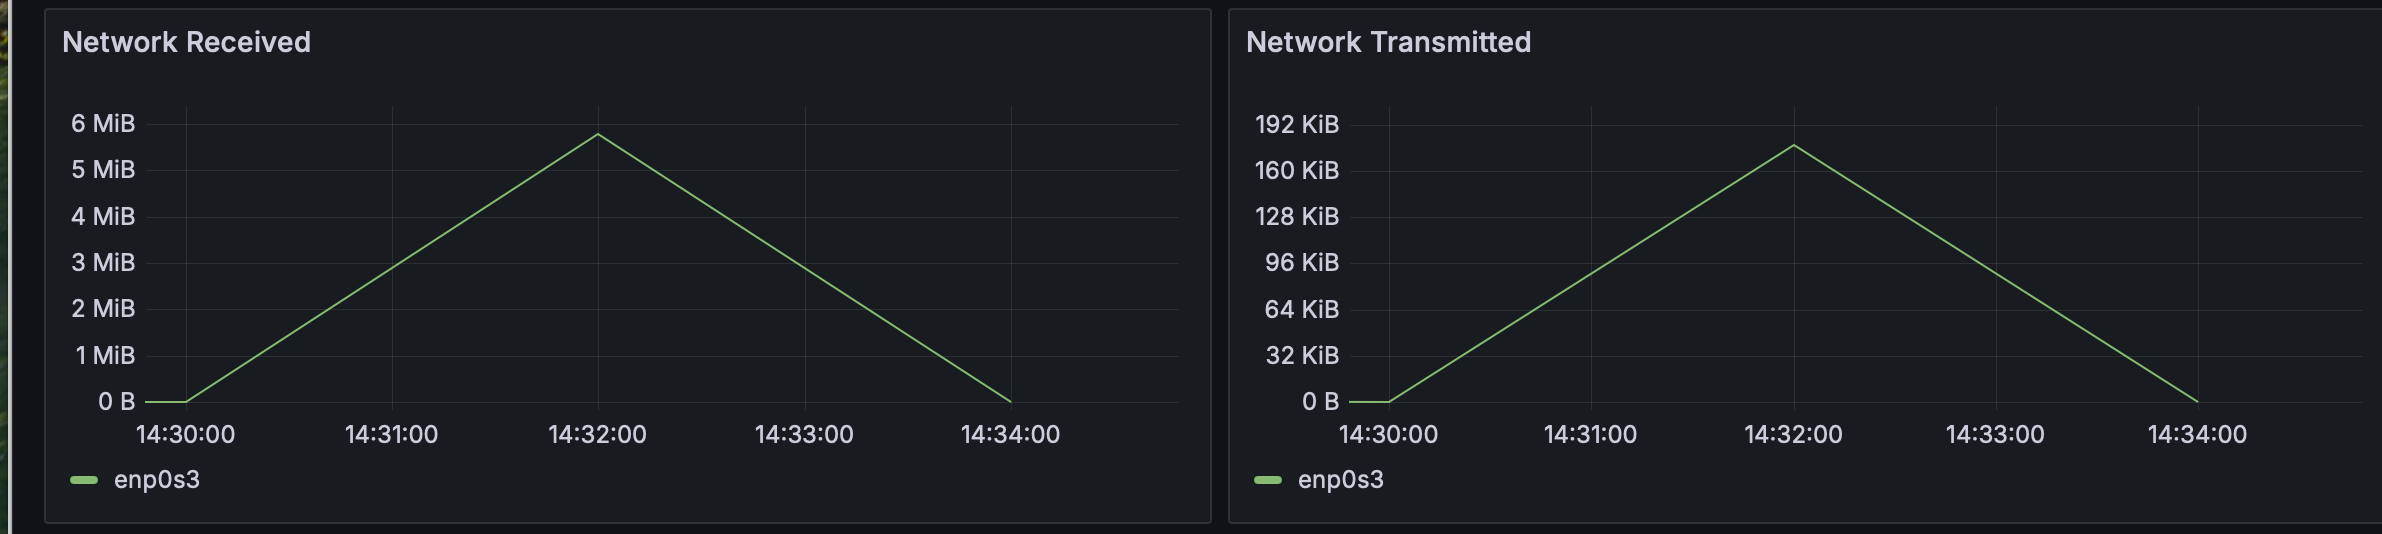 Network Received
6 MiB
5 MiB
4 MiB
3 MiB
2 MiB
1 MiB
0 B
14:30:00 14:31:00 14:32:00 14:33:00 14:34:00
enp0s3
Network Transmitted
192 KiB
160 KiB
128 KiB
96 KiB
64 KiB
32 KiB
0 B
14:30:00 14:31:00 14:32:00 14:33:00 14:34:00
enp0s3